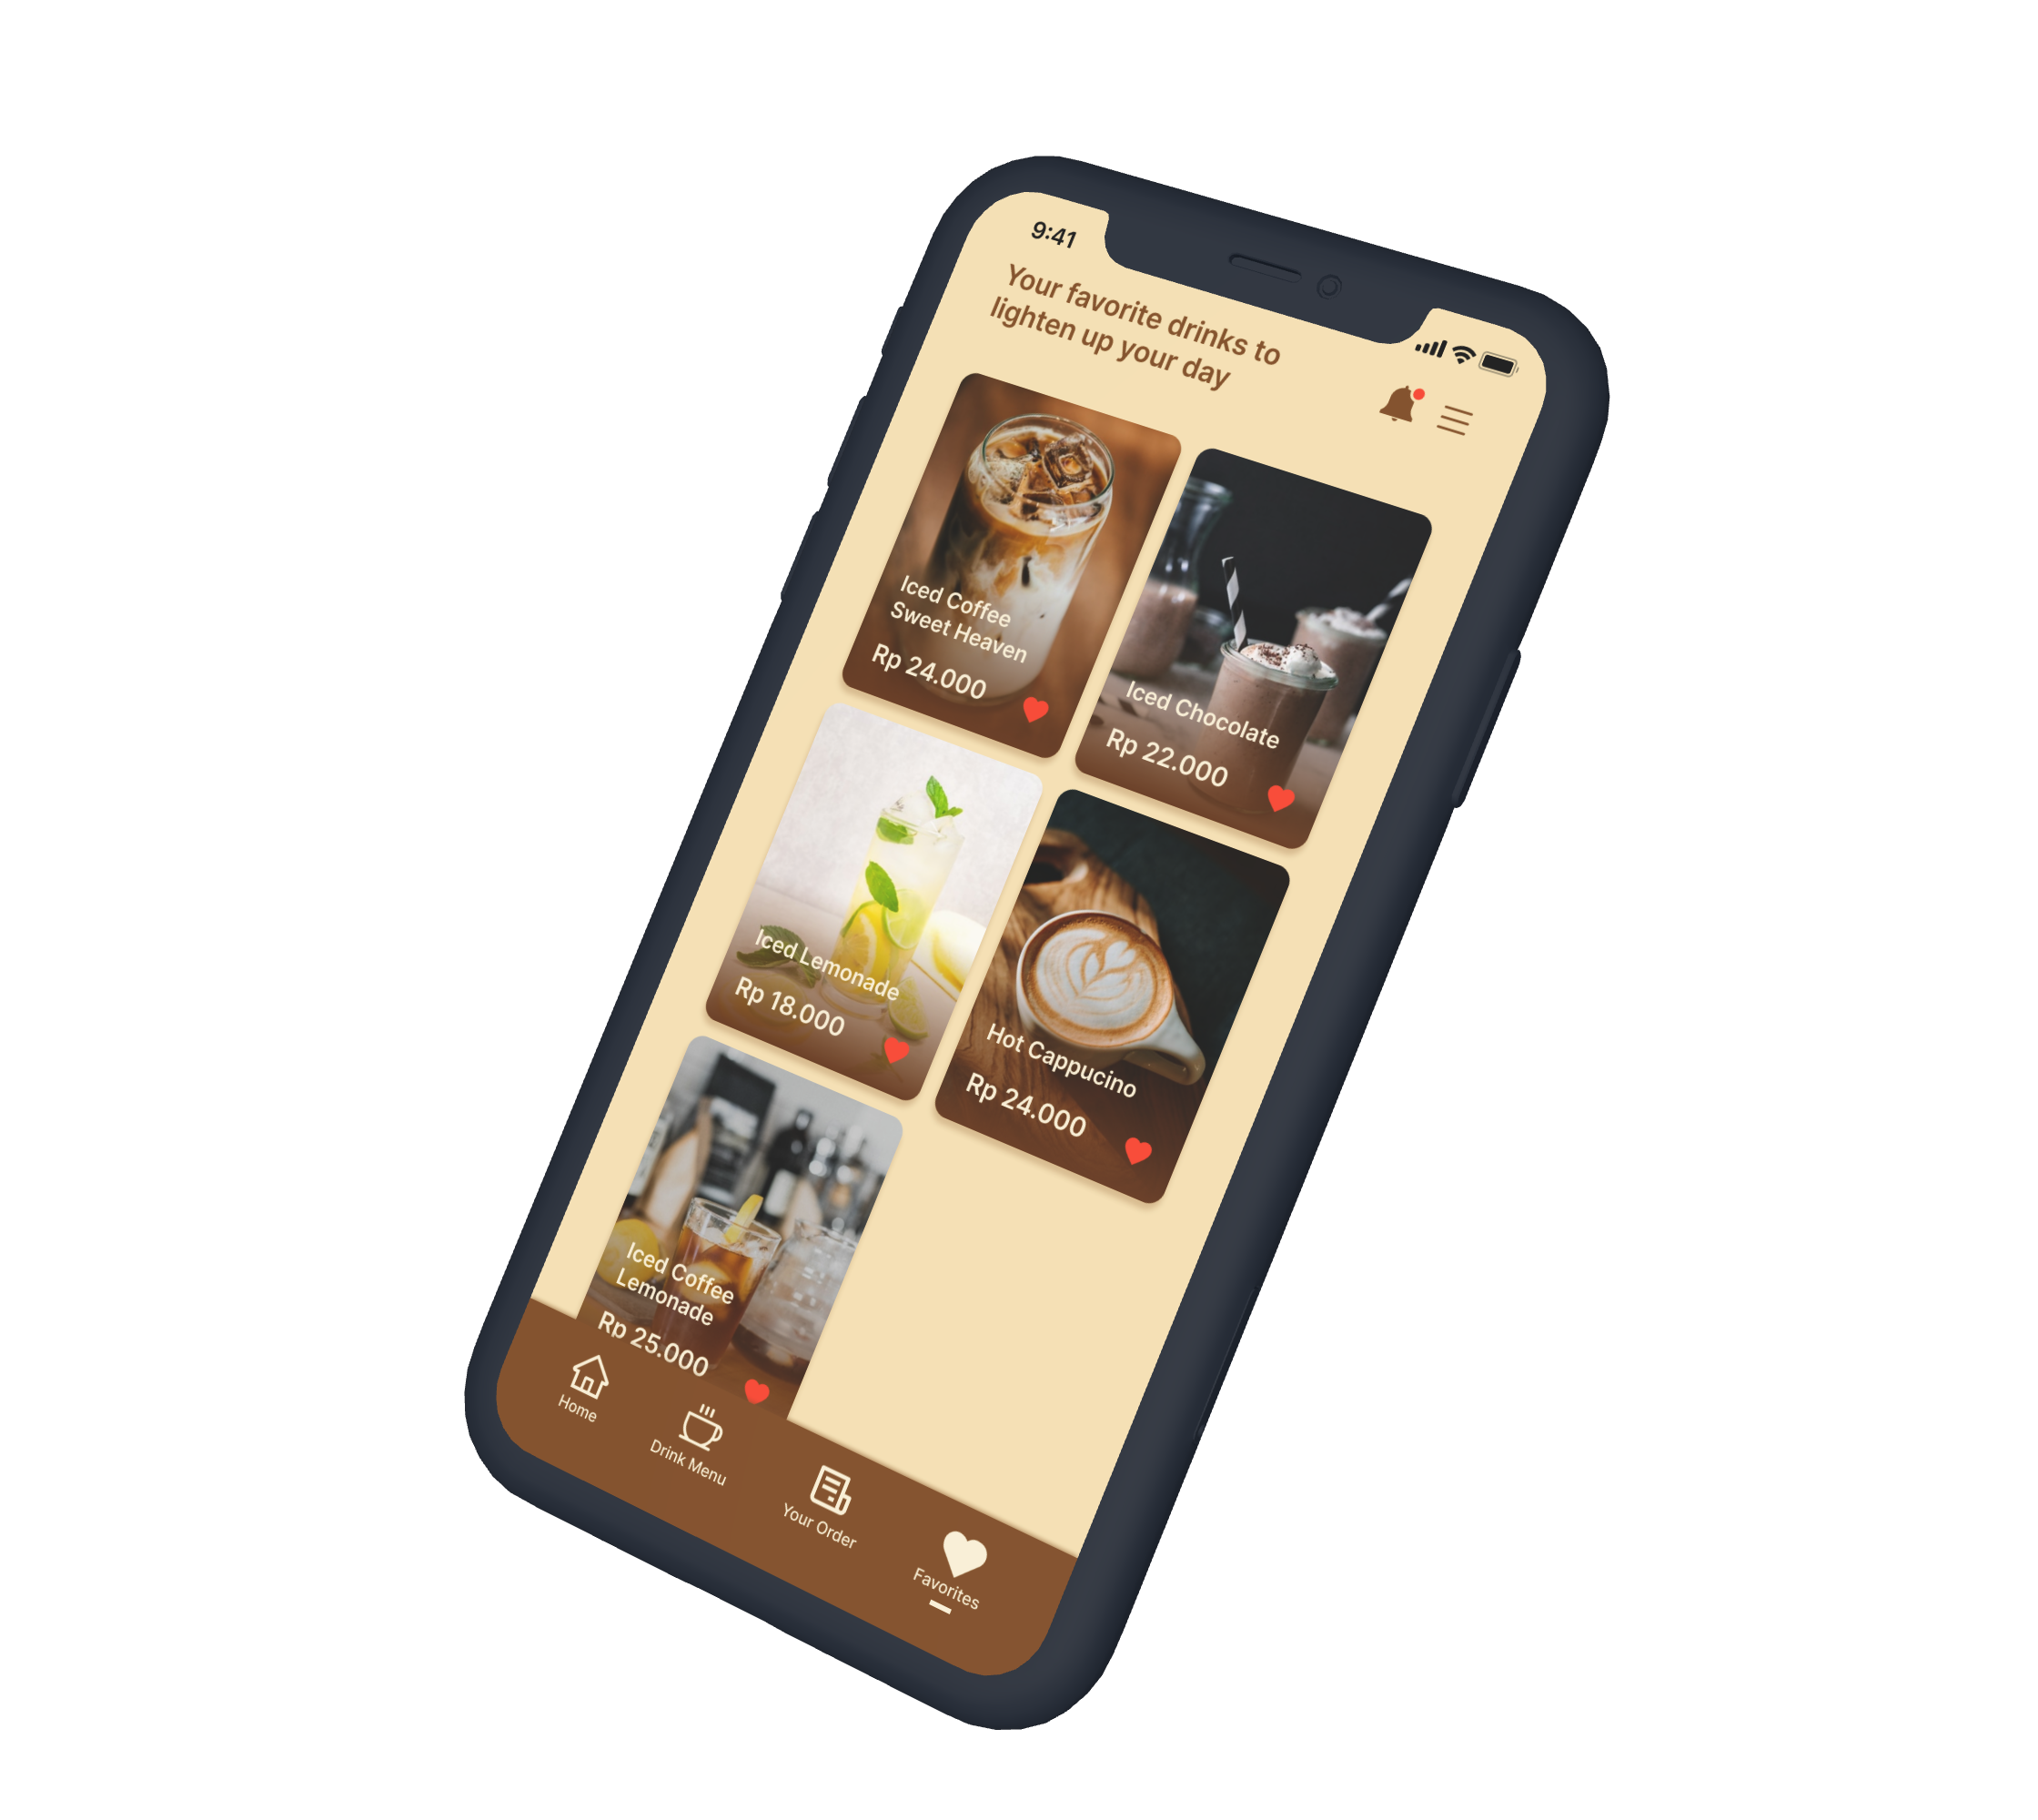 9:41
Your favorite drinks to
lighten up your day
Iced Coffee
Sweet Heaven
Rp 24.000
Iced Chocolate
Rp 22.000
Iced Lemonade
Rp 18.000
Hot Cappucino
Rp 24.000
Iced Coffee
Lemonade
Rp 25.000
Home
Drink Menu
Your Order
Favorites